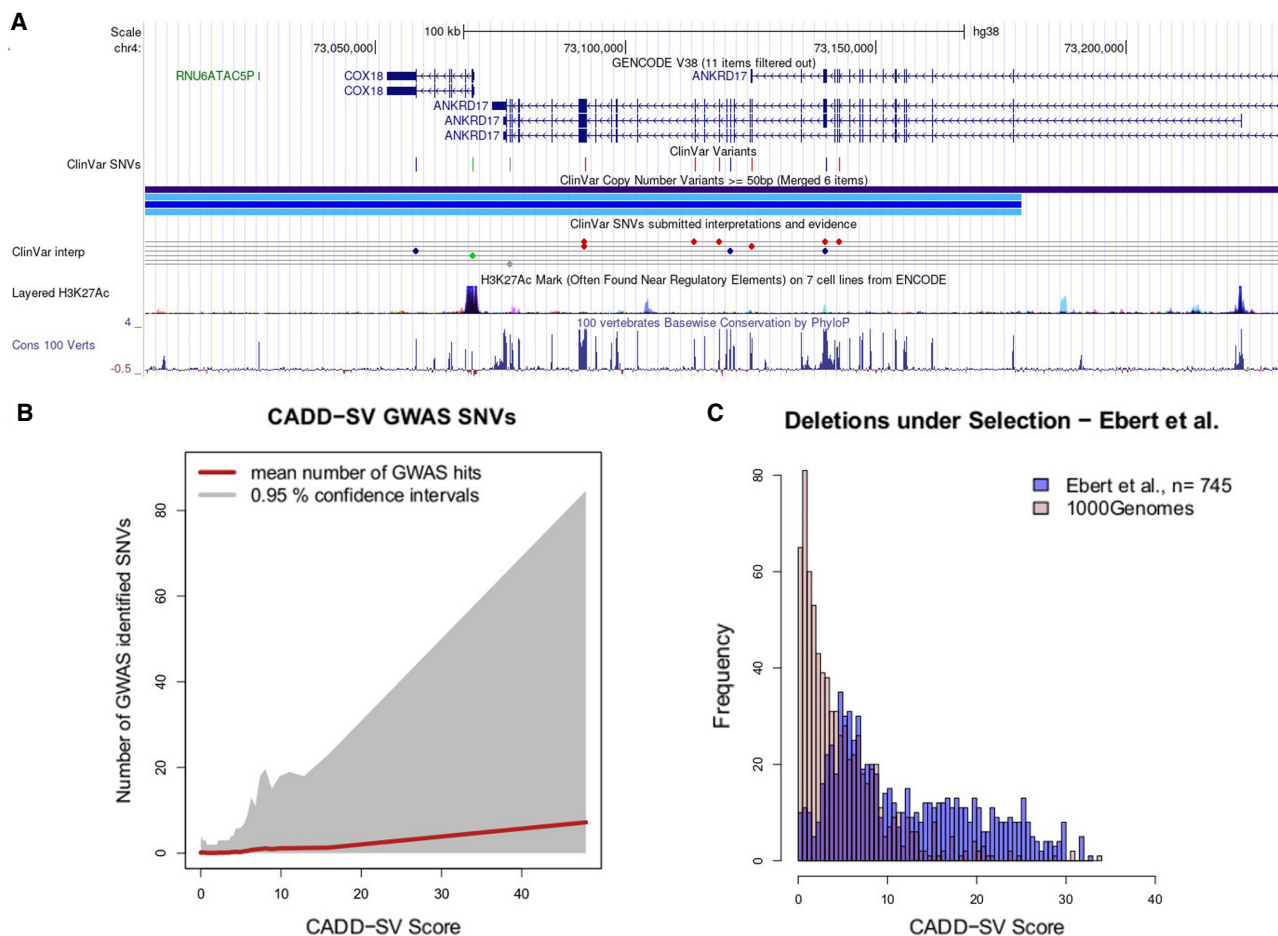 A
Scale
100 kb
hg38
chr4:
73,050,000
73,100,000
73,150,000
73,200,000
GENCODE V38 (11 items filtered out)
RNU6ATAC5P
COX18
ANKRD17
COX18
ANKRD17
ANKRD17
ANKRD17
ClinVar Variants
ClinVar SNVs
ClinVar Copy Number Variants >= 50bp (Merged 6 items)
ClinVar SNVs submitted interpretations and evidence
ClinVar interp
H3K27Ac Mark (Often Found Near Regulatory Elements) on 7 cell lines from ENCODE
Layered H3K27Ac
100 vertebrates Basewise Conservation by PhyloP
4
Cons 100 Verts
-0.5
B
CADD−SV GWAS SNVs
mean number of GWAS hits
0.95 % confidence intervals
Number of GWAS identified SNVs
0
20
40
60
80
0
10
20
30
40
CADD−SV Score
C
Deletions under Selection − Ebert et al.
Ebert et al., n= 745
1000Genomes
Frequency
0
20
40
60
80
0
10
20
30
40
CADD−SV Score